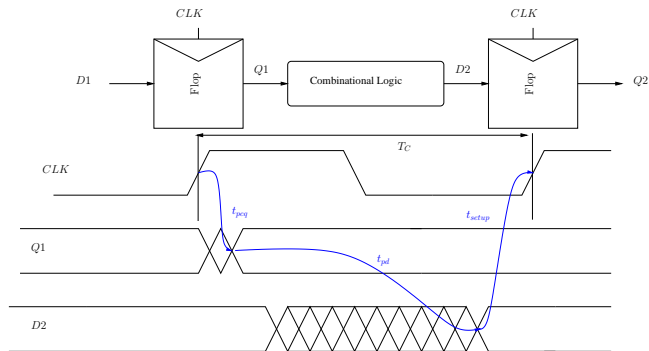 CLK CLK
D1 Flop Q1 Combinational Logic D2 Flop Q2
T_C
CLK
t_pcq t_setup
Q1
t_pd
D2